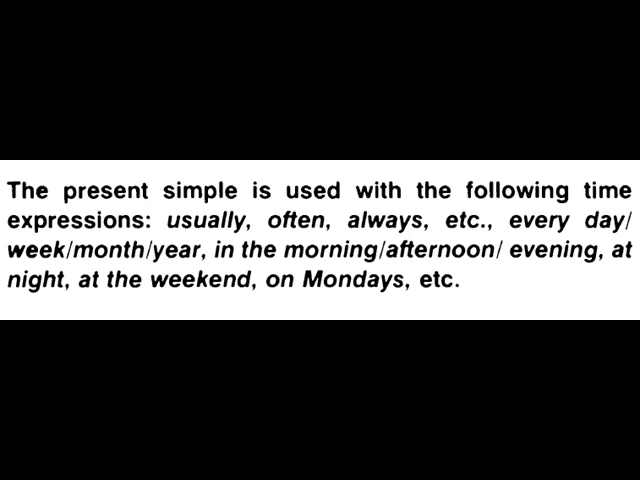 The present simple is used with the following time
expressions: usually, often, always, etc., every day/
week/month/year, in the morning/afternoon/ evening, at
night, at the weekend, on Mondays, etc.